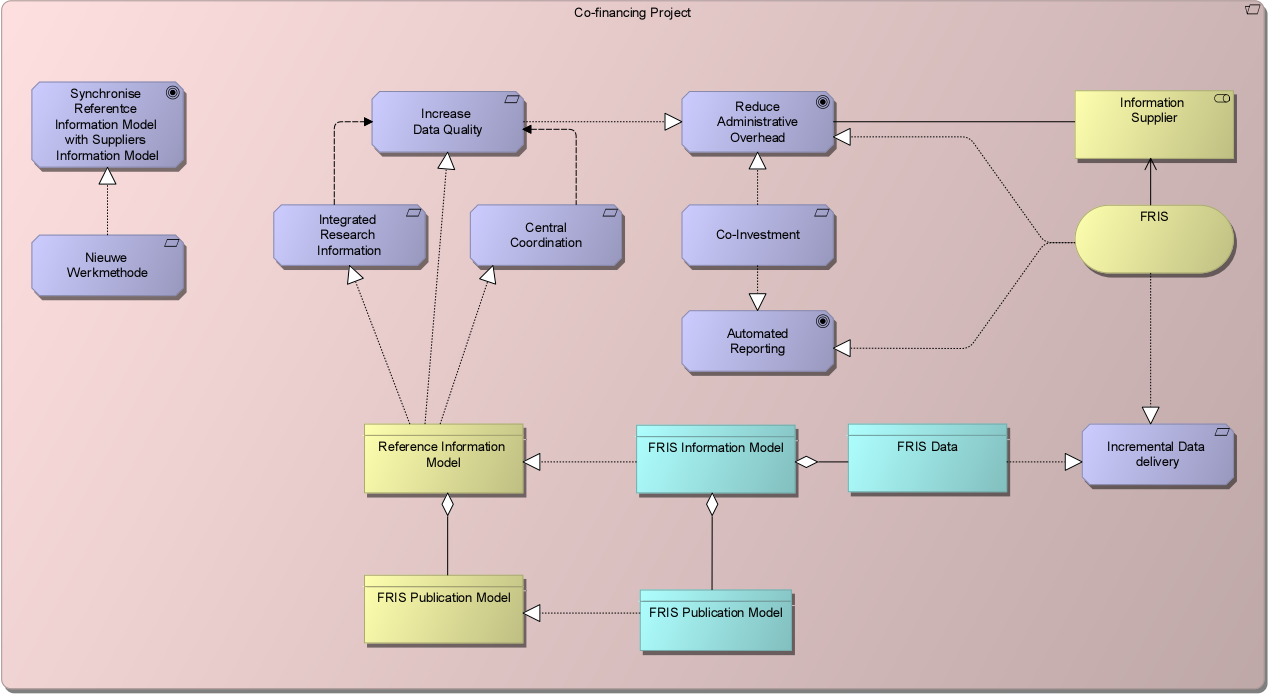 Co-financing Project
Synchronise
Referentce
Information Model
with Suppliers
Information Model
Increase
Data Quality
Reduce
Administrative
Overhead
Information
Supplier
Integrated
Research
Information
Central
Coordination
Co-Investment
FRIS
Nieuwe
Werkmethode
Automated
Reporting
Reference Information
Model
FRIS Information Model
FRIS Data
Incremental Data
delivery
FRIS Publication Model
FRIS Publication Model